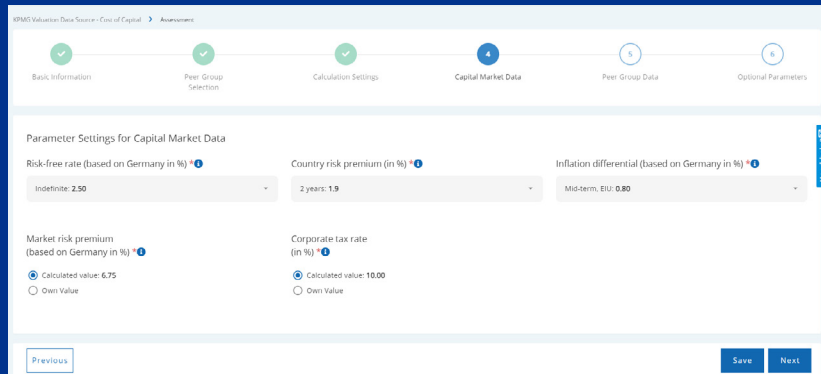 KPMG Valuation Data Source - Cost of Capital > Assessment
4 5 6
Basic Information Peer Group Selection Calculation Settings Capital Market Data Peer Group Data Optional Parameters
Parameter Settings for Capital Market Data
Risk-free rate (based on Germany in %) * Country risk premium (in %) * Inflation differential (based on Germany in %) *
Indefinite: 2.50 2 years: 1.9 Mid-term, EIU: 0.80
Market risk premium
(based on Germany in %) *
Calculated value: 6.75
Own Value
Corporate tax rate
(in %) *
Calculated value: 10.00
Own Value
Previous Save Next